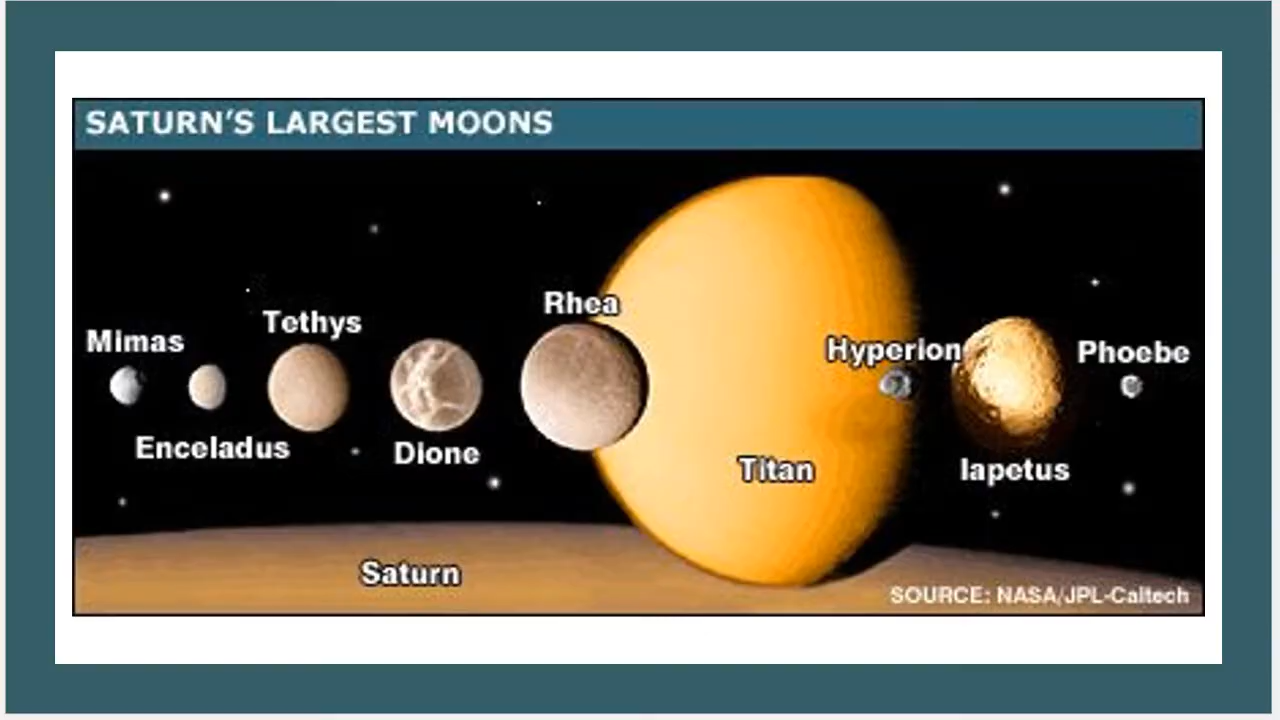 SATURN'S LARGEST MOONS
Mimas
Enceladus
Tethys
Dione
Rhea
Titan
Hyperion
Iapetus
Phoebe
Saturn
SOURCE: NASA/JPL-Caltech